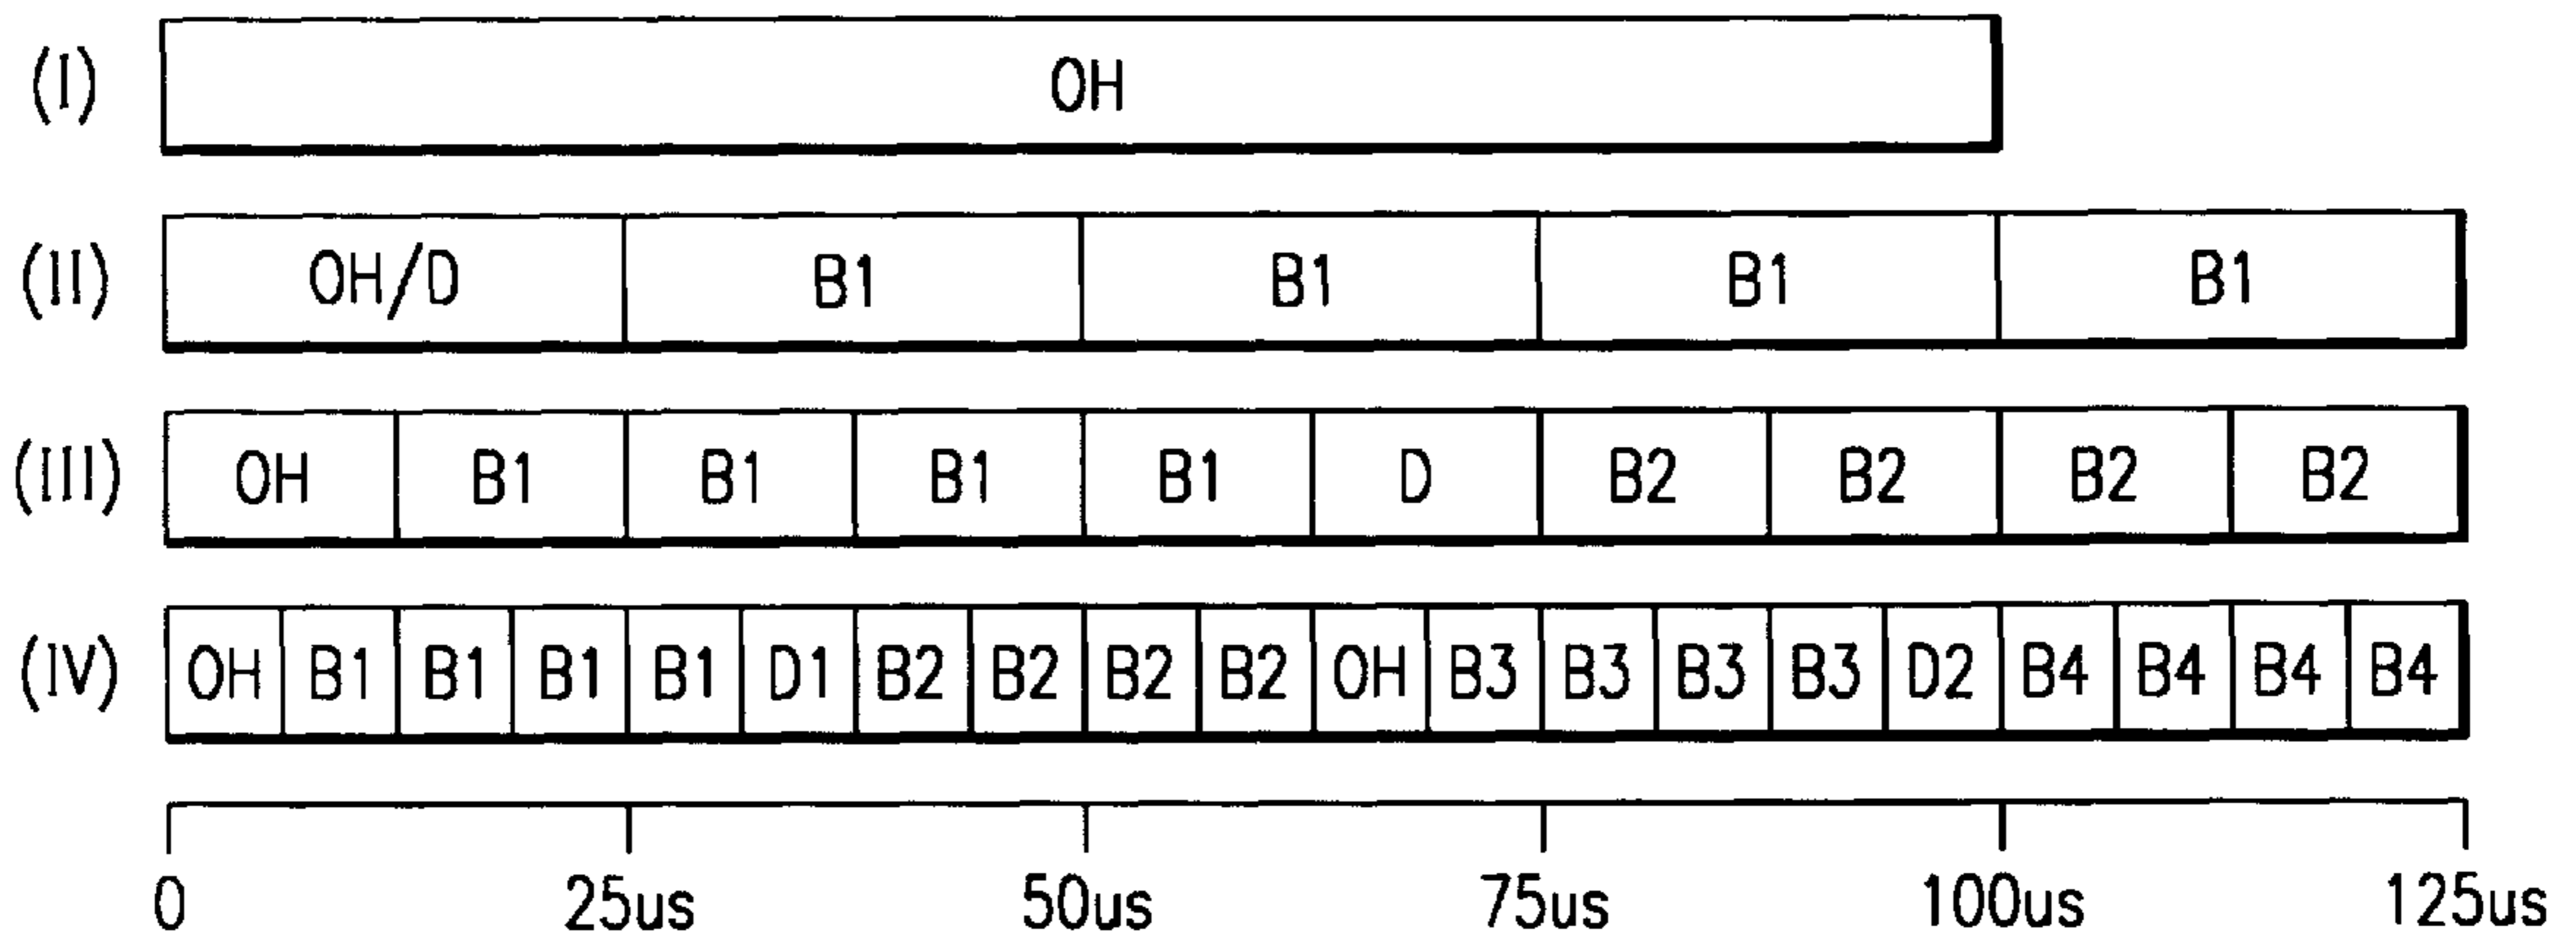 (I) OH
(II) OH/D B1 B1 B1 B1
(III) OH B1 B1 B1 B1 D B2 B2 B2 B2
(IV) OH B1 B1 B1 B1 D1 B2 B2 B2 B2 OH B3 B3 B3 B3 D2 B4 B4 B4 B4
0 25us 50us 75us 100us 125us